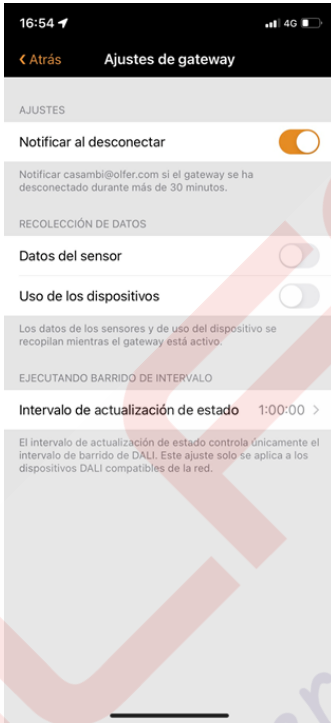 16:54
4G
Atrás
Ajustes de gateway
AJUSTES
Notificar al desconectar
Notificar casambi@olfer.com si el gateway se ha
desconectado durante más de 30 minutos.
RECOLECCIÓN DE DATOS
Datos del sensor
Uso de los dispositivos
Los datos de los sensores y de uso del dispositivo se
recopilan mientras el gateway está activo.
EJECUTANDO BARRIDO DE INTERVALO
Intervalo de actualización de estado 1:00:00
El intervalo de actualización de estado controla únicamente el
intervalo de barrido de DALI. Este ajuste solo se aplica a los
dispositivos DALI compatibles de la red.